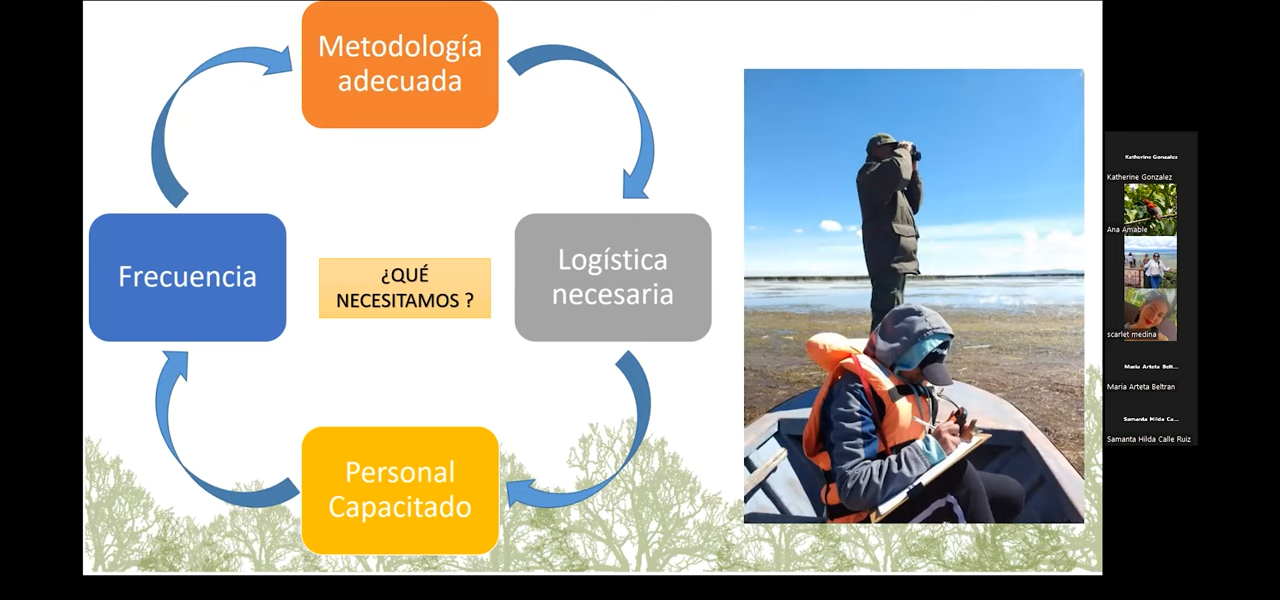 Metodología
adecuada
Frecuencia
¿QUÉ
NECESITAMOS ?
Logística
necesaria
Personal
Capacitado
Katherine Gonzalez
Katherine Gonzalez
Ana Amable
scarlet medina
Maria Arteta Belt...
Maria Arteta Beltran
Samanta Hilda Ca...
Samanta Hilda Calle Ruiz